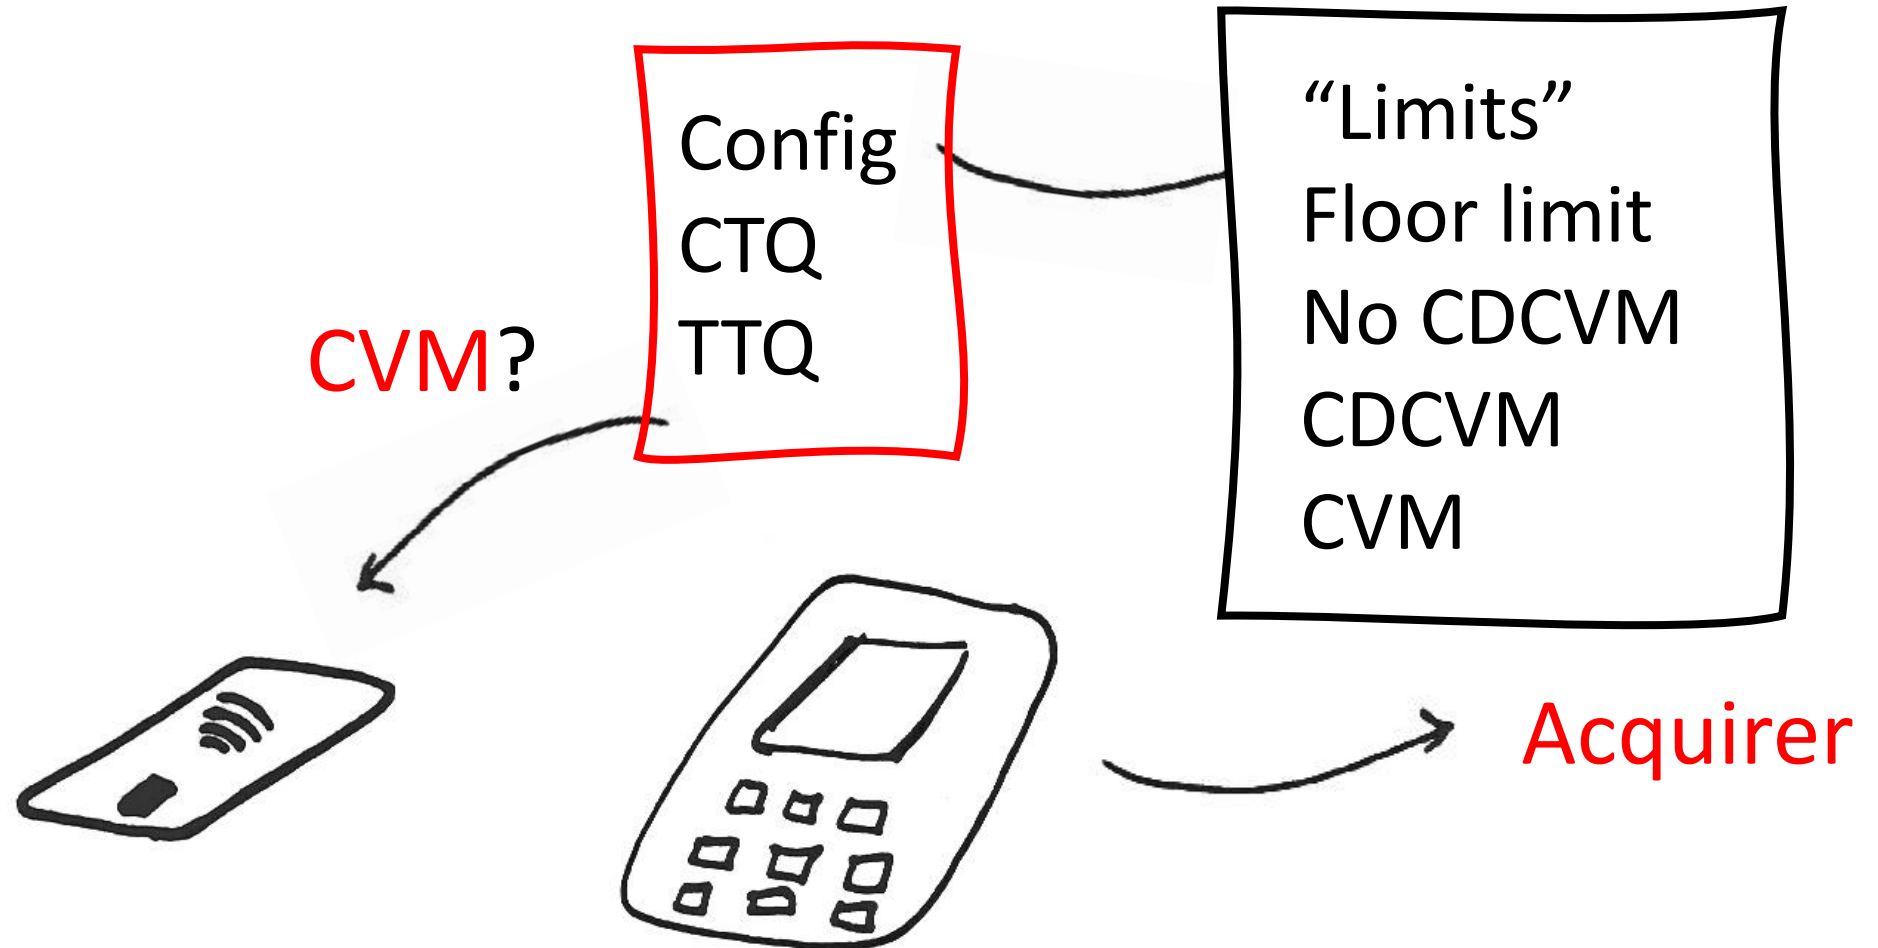 Config
CTQ
TTQ
“Limits”
Floor limit
No CDCVM
CDCVM
CVM
CVM?
Acquirer